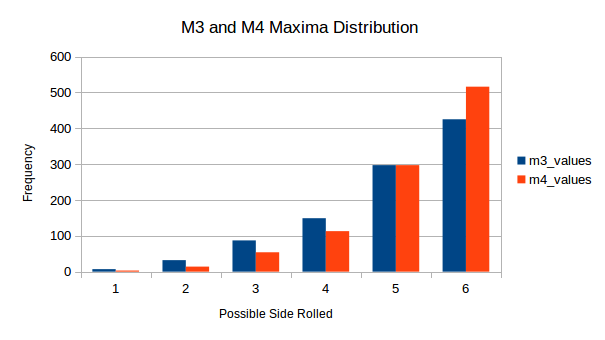 M3 and M4 Maxima Distribution
600
500
400
300
200
100
0
Frequency
1 2 3 4 5 6
Possible Side Rolled
m3_values
m4_values